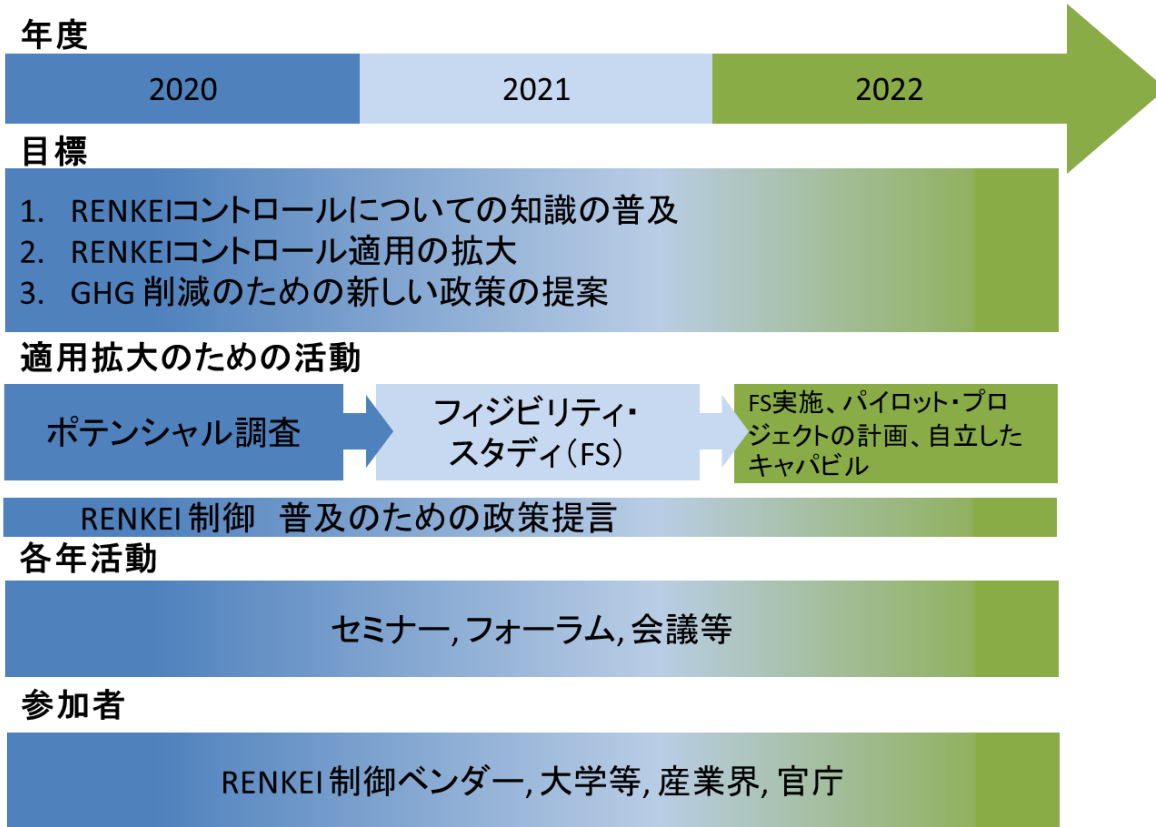 年度
2020 2021 2022
目標
1. RENKEIコントロールについての知識の普及
2. RENKEIコントロール適用の拡大
3. GHG 削減のための新しい政策の提案
適用拡大のための活動
ポテンシャル調査
フィジビリティ・
スタディ(FS)
FS実施、パイロット・プロ
ジェクトの計画、自立した
キャパビル
RENKEI 制御　普及のための政策提言
各年活動
セミナー, フォーラム, 会議等
参加者
RENKEI 制御ベンダー, 大学等, 産業界, 官庁